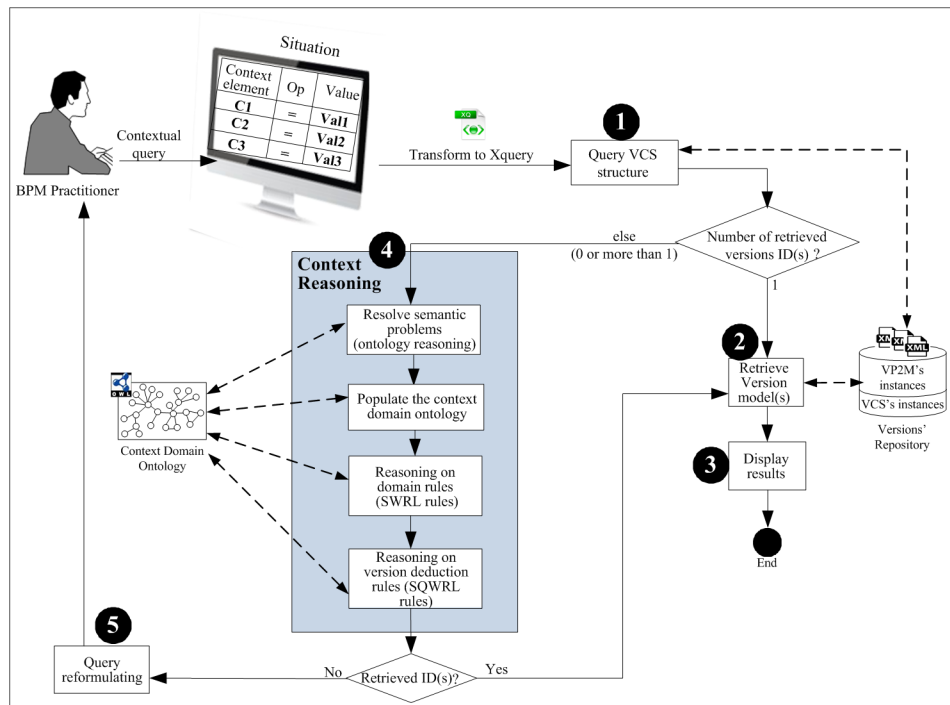 Situation
Context element
Op
Value
C1
=
Val1
C2
=
Val2
C3
=
Val3
Contextual
query
BPM Practitioner
XQ
Transform to Xquery
1
Query VCS
structure
Number of retrieved
versions ID(s) ?
else
(0 or more than 1)
1
4
Context
Reasoning
Resolve semantic
problems
(ontology reasoning)
Populate the context
domain ontology
Reasoning on
domain rules
(SWRL rules)
Reasoning on
version deduction
rules (SQWRL
rules)
OWL
Context Domain
Ontology
2
Retrieve
Version
model(s)
XML
VP2M's
instances
VCS's instances
Versions'
Repository
3
Display
results
End
5
Query
reformulating
No
Retrieved ID(s)?
Yes